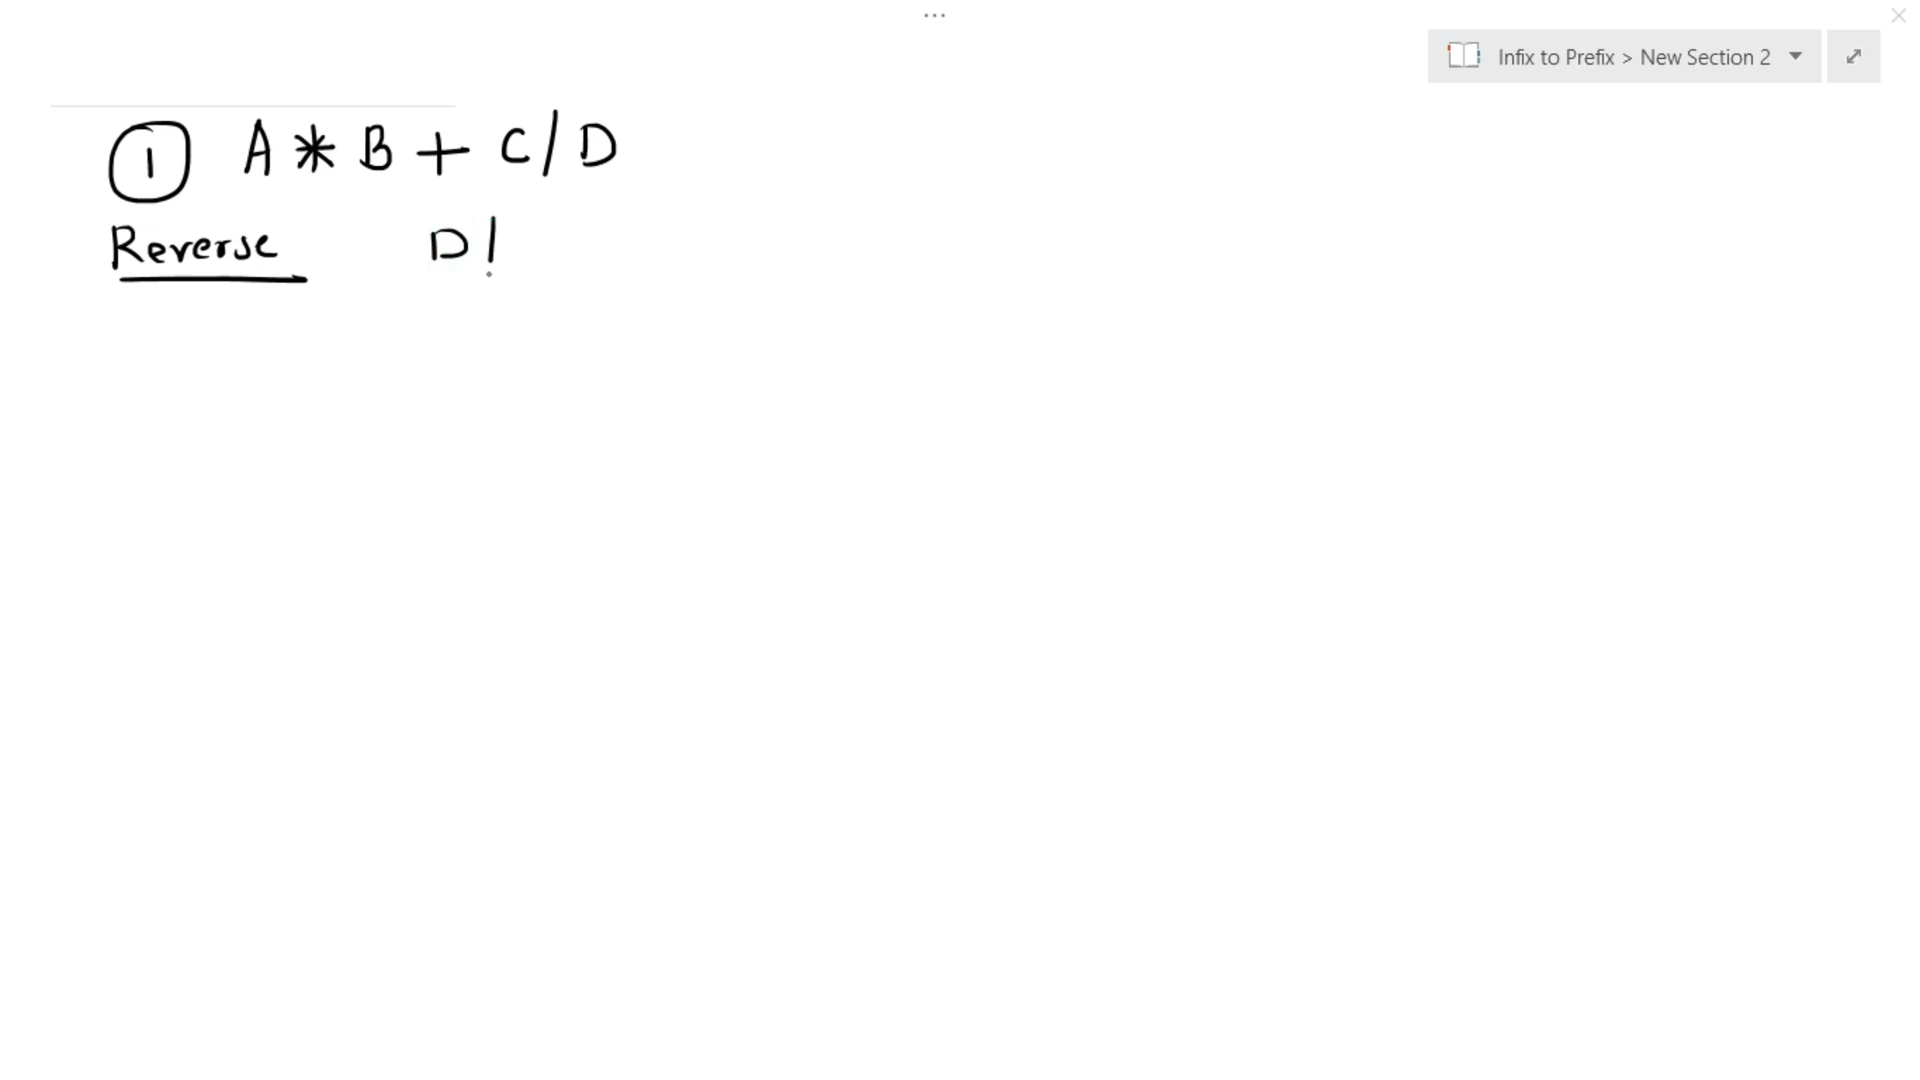 ...
Infix to Prefix > New Section 2
1 A * B + C / D
Reverse D /